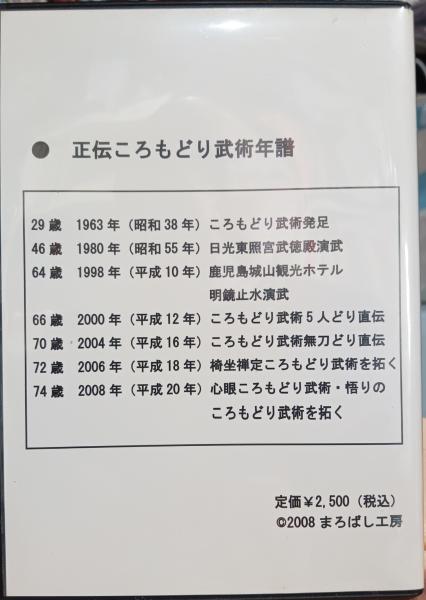 ● 正伝ころもどり武術年譜
29歳 1963年（昭和38年）ころもどり武術発足
46歳 1980年（昭和55年）日光東照宮武徳殿演武
64歳 1998年（平成10年）鹿児島城山観光ホテル
明鏡止水演武
66歳 2000年（平成12年）ころもどり武術5人どり直伝
70歳 2004年（平成16年）ころもどり武術無刀どり直伝
72歳 2006年（平成18年）椅坐禅定ころもどり武術を拓く
74歳 2008年（平成20年）心眼ころもどり武術・悟りの
ころもどり武術を拓く
定価¥2,500（税込）
©2008 まろばし工房